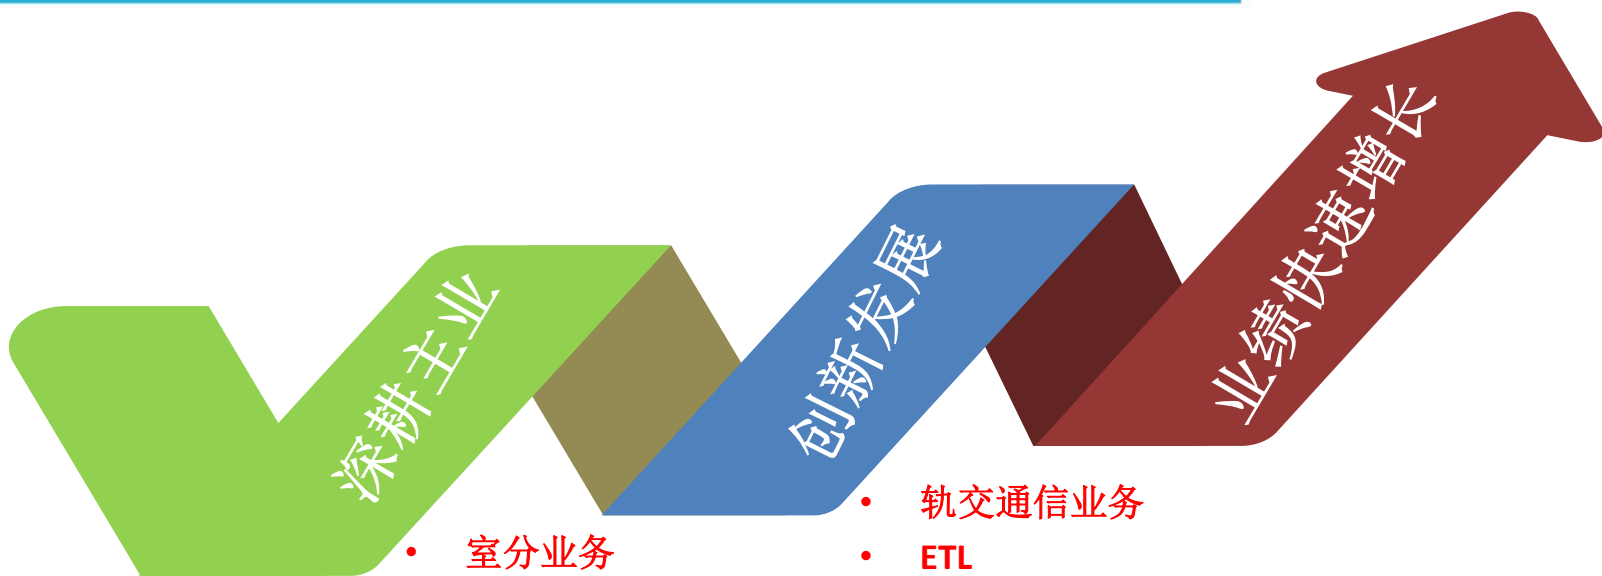 深耕主业
创新发展
业绩快速增长
• 室分业务
• 轨交通信业务
• ETL